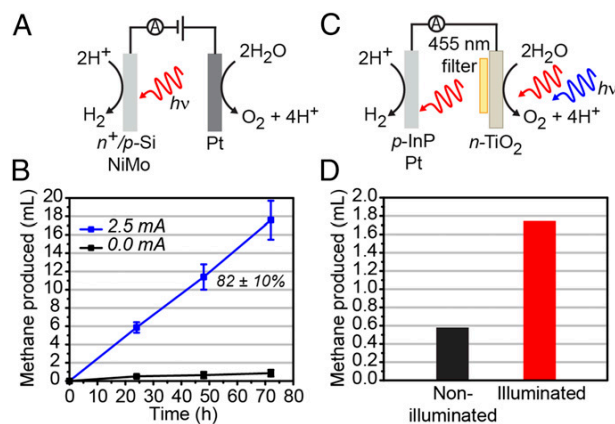 A
A
2H⁺
H₂
hν
2H₂O
O₂ + 4H⁺
n⁺/p-Si
NiMo
Pt
C
A
455 nm
filter
2H⁺
H₂
2H₂O
hν
O₂ + 4H⁺
p-InP
Pt
n-TiO₂
B
Methane produced (mL)
20
18
16
14
12
10
8
6
4
2
0
2.5 mA
0.0 mA
82 ± 10%
0 10 20 30 40 50 60 70 80
Time (h)
D
Methane produced (mL)
2.0
1.8
1.6
1.4
1.2
1.0
0.8
0.6
0.4
0.2
0.0
Non-
illuminated
Illuminated